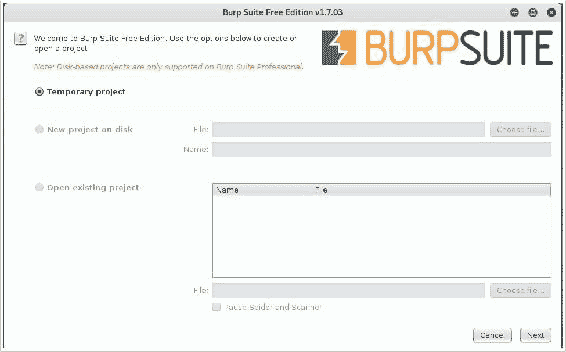 Burp Suite Free Edition v1.7.03
?
Welcome to Burp Suite Free Edition. Use the options below to create or
open a project.
BURPSUITE
Note: Disk-based projects are only supported on Burp Suite Professional.
Temporary project
New project on disk
File:
Choose file...
Name:
Open existing project
Name
File
File:
Choose file...
Pause Spider and Scanner
Cancel
Next